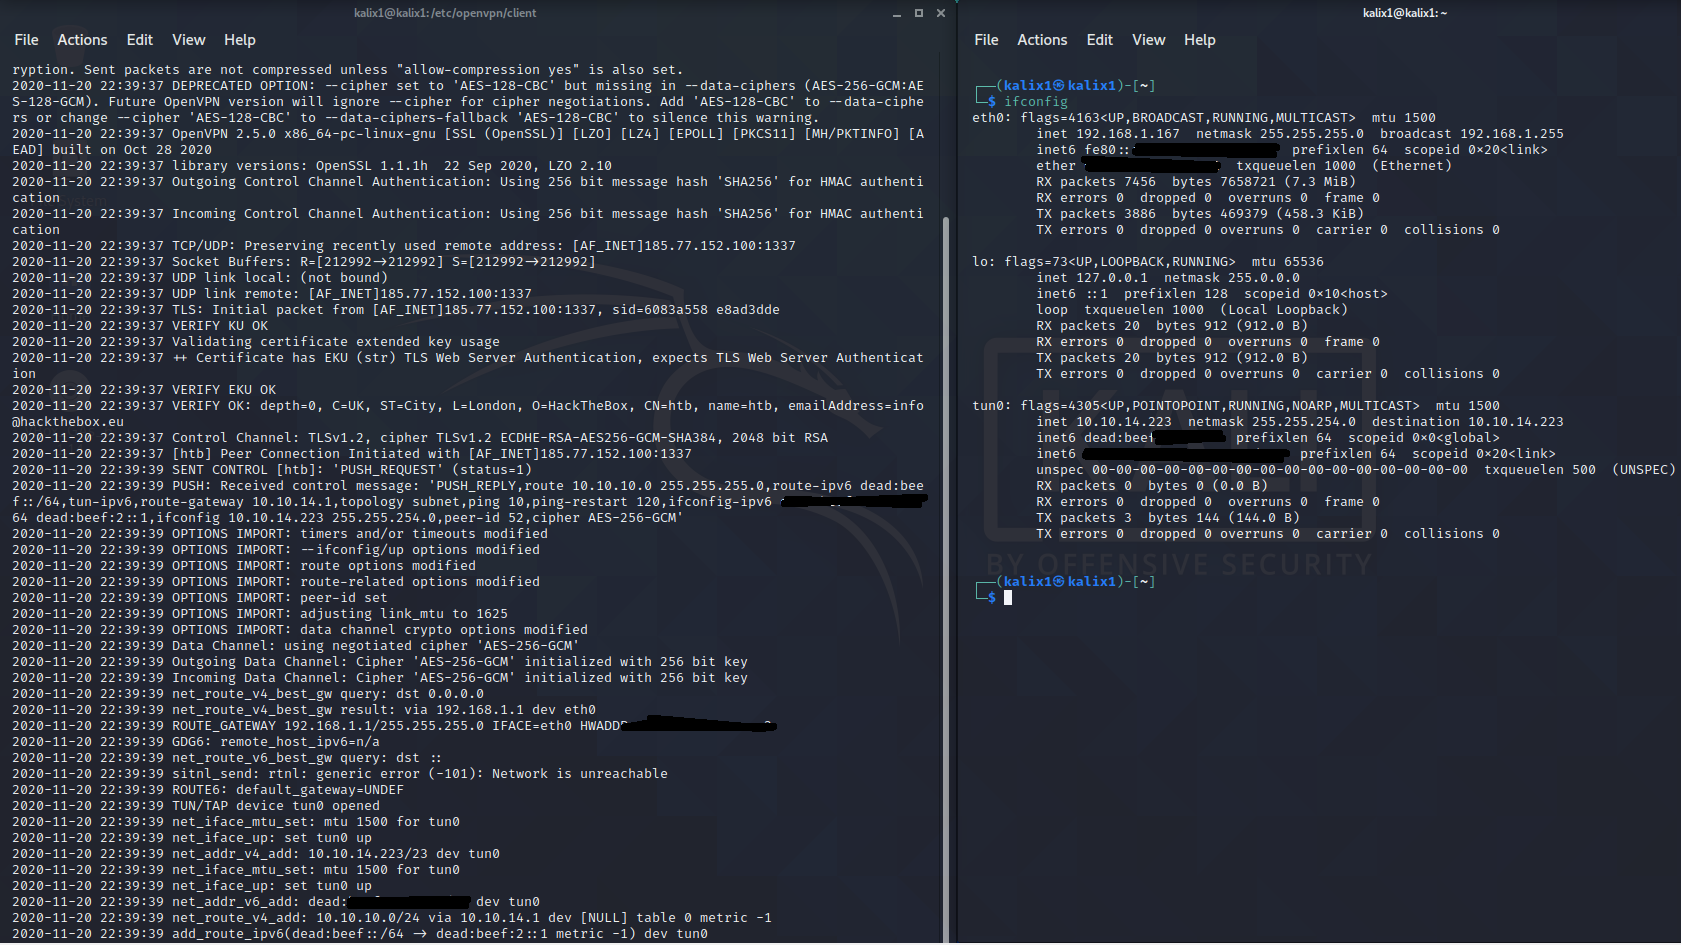 kalix1@kalix1: /etc/openvpn/client
File Actions Edit View Help
ryption. Sent packets are not compressed unless "allow-compression yes" is also set.
2020-11-20 22:39:37 DEPRECATED OPTION: --cipher set to 'AES-128-CBC' but missing in --data-ciphers (AES-256-GCM:AE
S-128-GCM). Future OpenVPN version will ignore --cipher for cipher negotiations. Add 'AES-128-CBC' to --data-ciphe
rs or change --cipher 'AES-128-CBC' to --data-ciphers-fallback 'AES-128-CBC' to silence this warning.
2020-11-20 22:39:37 OpenVPN 2.5.0 x86_64-pc-linux-gnu [SSL (OpenSSL)] [LZO] [LZ4] [EPOLL] [PKCS11] [MH/PKTINFO] [A
EAD] built on Oct 28 2020
2020-11-20 22:39:37 library versions: OpenSSL 1.1.1h  22 Sep 2020, LZO 2.10
2020-11-20 22:39:37 Outgoing Control Channel Authentication: Using 256 bit message hash 'SHA256' for HMAC authenti
cation
2020-11-20 22:39:37 Incoming Control Channel Authentication: Using 256 bit message hash 'SHA256' for HMAC authenti
cation
2020-11-20 22:39:37 TCP/UDP: Preserving recently used remote address: [AF_INET]185.77.152.100:1337
2020-11-20 22:39:37 Socket Buffers: R=[212992->212992] S=[212992->212992]
2020-11-20 22:39:37 UDP link local: (not bound)
2020-11-20 22:39:37 UDP link remote: [AF_INET]185.77.152.100:1337
2020-11-20 22:39:37 TLS: Initial packet from [AF_INET]185.77.152.100:1337, sid=6083a558 e8ad3dde
2020-11-20 22:39:37 VERIFY KU OK
2020-11-20 22:39:37 Validating certificate extended key usage
2020-11-20 22:39:37 ++ Certificate has EKU (str) TLS Web Server Authentication, expects TLS Web Server Authenticat
ion
2020-11-20 22:39:37 VERIFY EKU OK
2020-11-20 22:39:37 VERIFY OK: depth=0, C=UK, ST=City, L=London, O=HackTheBox, CN=htb, name=htb, emailAddress=info
@hackthebox.eu
2020-11-20 22:39:37 Control Channel: TLSv1.2, cipher TLSv1.2 ECDHE-RSA-AES256-GCM-SHA384, 2048 bit RSA
2020-11-20 22:39:37 [htb] Peer Connection Initiated with [AF_INET]185.77.152.100:1337
2020-11-20 22:39:39 SENT CONTROL [htb]: 'PUSH_REQUEST' (status=1)
2020-11-20 22:39:39 PUSH: Received control message: 'PUSH_REPLY,route 10.10.10.0 255.255.255.0,route-ipv6 dead:bee
f::/64,tun-ipv6,route-gateway 10.10.14.1,topology subnet,ping 10,ping-restart 120,ifconfig-ipv6
64 dead:beef:2::1,ifconfig 10.10.14.223 255.255.254.0,peer-id 52,cipher AES-256-GCM'
2020-11-20 22:39:39 OPTIONS IMPORT: timers and/or timeouts modified
2020-11-20 22:39:39 OPTIONS IMPORT: --ifconfig/up options modified
2020-11-20 22:39:39 OPTIONS IMPORT: route options modified
2020-11-20 22:39:39 OPTIONS IMPORT: route-related options modified
2020-11-20 22:39:39 OPTIONS IMPORT: peer-id set
2020-11-20 22:39:39 OPTIONS IMPORT: adjusting link_mtu to 1625
2020-11-20 22:39:39 OPTIONS IMPORT: data channel crypto options modified
2020-11-20 22:39:39 Data Channel: using negotiated cipher 'AES-256-GCM'
2020-11-20 22:39:39 Outgoing Data Channel: Cipher 'AES-256-GCM' initialized with 256 bit key
2020-11-20 22:39:39 Incoming Data Channel: Cipher 'AES-256-GCM' initialized with 256 bit key
2020-11-20 22:39:39 net_route_v4_best_gw query: dst 0.0.0.0
2020-11-20 22:39:39 net_route_v4_best_gw result: via 192.168.1.1 dev eth0
2020-11-20 22:39:39 ROUTE_GATEWAY 192.168.1.1/255.255.255.0 IFACE=eth0 HWADDR
2020-11-20 22:39:39 GDG6: remote_host_ipv6=n/a
2020-11-20 22:39:39 net_route_v6_best_gw query: dst ::
2020-11-20 22:39:39 sitnl_send: rtnl: generic error (-101): Network is unreachable
2020-11-20 22:39:39 ROUTE6: default_gateway=UNDEF
2020-11-20 22:39:39 TUN/TAP device tun0 opened
2020-11-20 22:39:39 net_iface_mtu_set: mtu 1500 for tun0
2020-11-20 22:39:39 net_iface_up: set tun0 up
2020-11-20 22:39:39 net_addr_v4_add: 10.10.14.223/23 dev tun0
2020-11-20 22:39:39 net_iface_mtu_set: mtu 1500 for tun0
2020-11-20 22:39:39 net_iface_up: set tun0 up
2020-11-20 22:39:39 net_addr_v6_add: dead: dev tun0
2020-11-20 22:39:39 net_route_v4_add: 10.10.10.0/24 via 10.10.14.1 dev [NULL] table 0 metric -1
2020-11-20 22:39:39 add_route_ipv6(dead:beef::/64 -> dead:beef:2::1 metric -1) dev tun0
kalix1@kalix1: ~
File Actions Edit View Help
┌──(kalix1㉿kalix1)-[~]
└─$ ifconfig
eth0: flags=4163<UP,BROADCAST,RUNNING,MULTICAST>  mtu 1500
inet 192.168.1.167  netmask 255.255.255.0  broadcast 192.168.1.255
inet6 fe80::  prefixlen 64  scopeid 0x20<link>
ether  txqueuelen 1000  (Ethernet)
RX packets 7456  bytes 7658721 (7.3 MiB)
RX errors 0  dropped 0  overruns 0  frame 0
TX packets 3886  bytes 469379 (458.3 KiB)
TX errors 0  dropped 0 overruns 0  carrier 0  collisions 0
lo: flags=73<UP,LOOPBACK,RUNNING>  mtu 65536
inet 127.0.0.1  netmask 255.0.0.0
inet6 ::1  prefixlen 128  scopeid 0x10<host>
loop  txqueuelen 1000  (Local Loopback)
RX packets 20  bytes 912 (912.0 B)
RX errors 0  dropped 0  overruns 0  frame 0
TX packets 20  bytes 912 (912.0 B)
TX errors 0  dropped 0 overruns 0  carrier 0  collisions 0
tun0: flags=4305<UP,POINTOPOINT,RUNNING,NOARP,MULTICAST>  mtu 1500
inet 10.10.14.223  netmask 255.255.254.0  destination 10.10.14.223
inet6 dead:beef  prefixlen 64  scopeid 0x0<global>
inet6  prefixlen 64  scopeid 0x20<link>
unspec 00-00-00-00-00-00-00-00-00-00-00-00-00-00-00-00  txqueuelen 500  (UNSPEC)
RX packets 0  bytes 0 (0.0 B)
RX errors 0  dropped 0  overruns 0  frame 0
TX packets 3  bytes 144 (144.0 B)
TX errors 0  dropped 0 overruns 0  carrier 0  collisions 0
BY OFFENSIVE SECURITY
┌──(kalix1㉿kalix1)-[~]
└─$